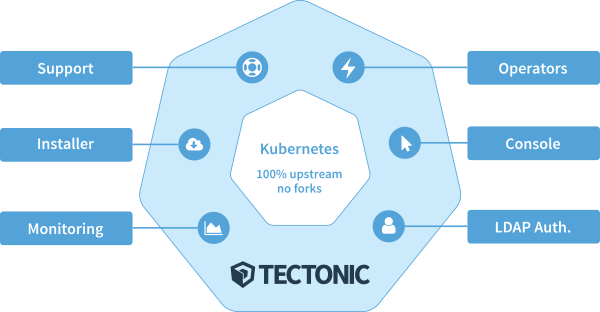 Support
Operators
Installer
Console
Kubernetes
100% upstream
no forks
Monitoring
LDAP Auth.
TECTONIC